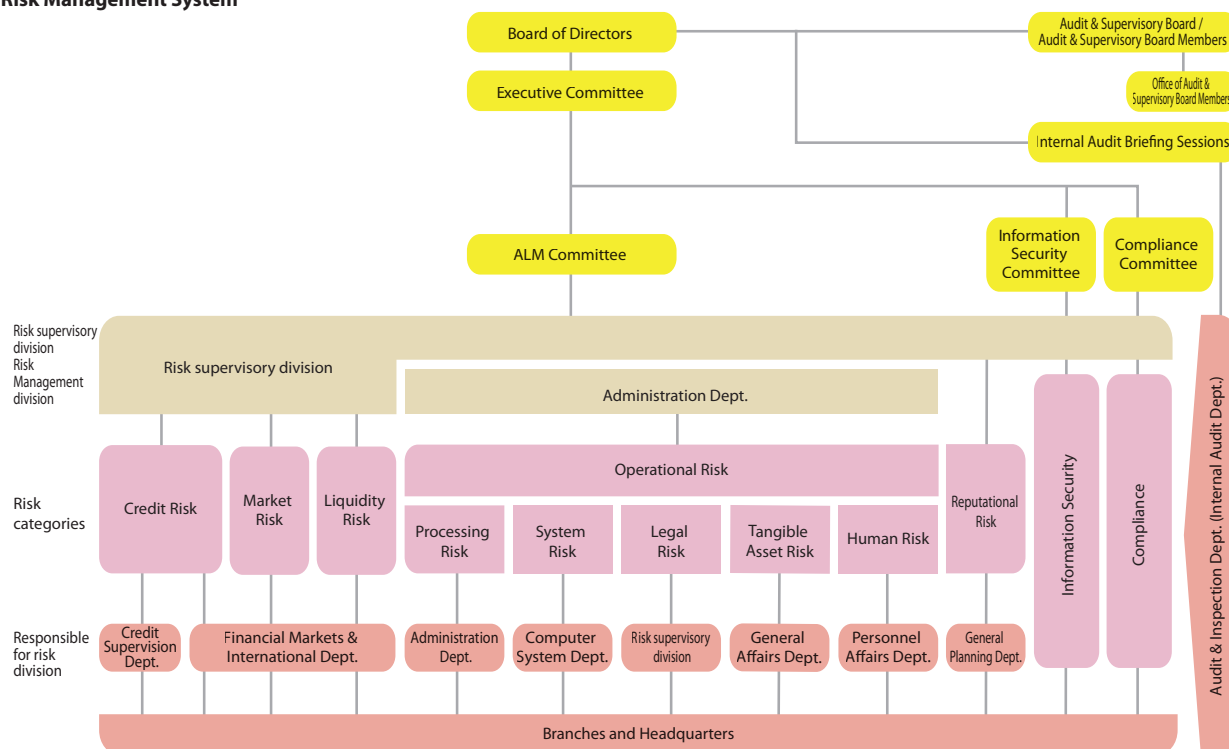 Risk Management System
Board of Directors
Audit & Supervisory Board /
Audit & Supervisory Board Members
Executive Committee
Office of Audit &
Supervisory Board Members
Internal Audit Briefing Sessions
ALM Committee
Information
Security
Committee
Compliance
Committee
Risk supervisory
division
Risk
Management
division
Risk supervisory division
Administration Dept.
Risk
categories
Credit Risk
Market
Risk
Liquidity
Risk
Operational Risk
Processing
Risk
System
Risk
Legal
Risk
Tangible
Asset Risk
Human Risk
Reputational
Risk
Information Security
Compliance
Audit & Inspection Dept. (Internal Audit Dept.)
Responsible
for risk
division
Credit
Supervision
Dept.
Financial Markets &
International Dept.
Administration
Dept.
Computer
System Dept.
Risk supervisory
division
General
Affairs Dept.
Personnel
Affairs Dept.
General
Planning Dept.
Branches and Headquarters